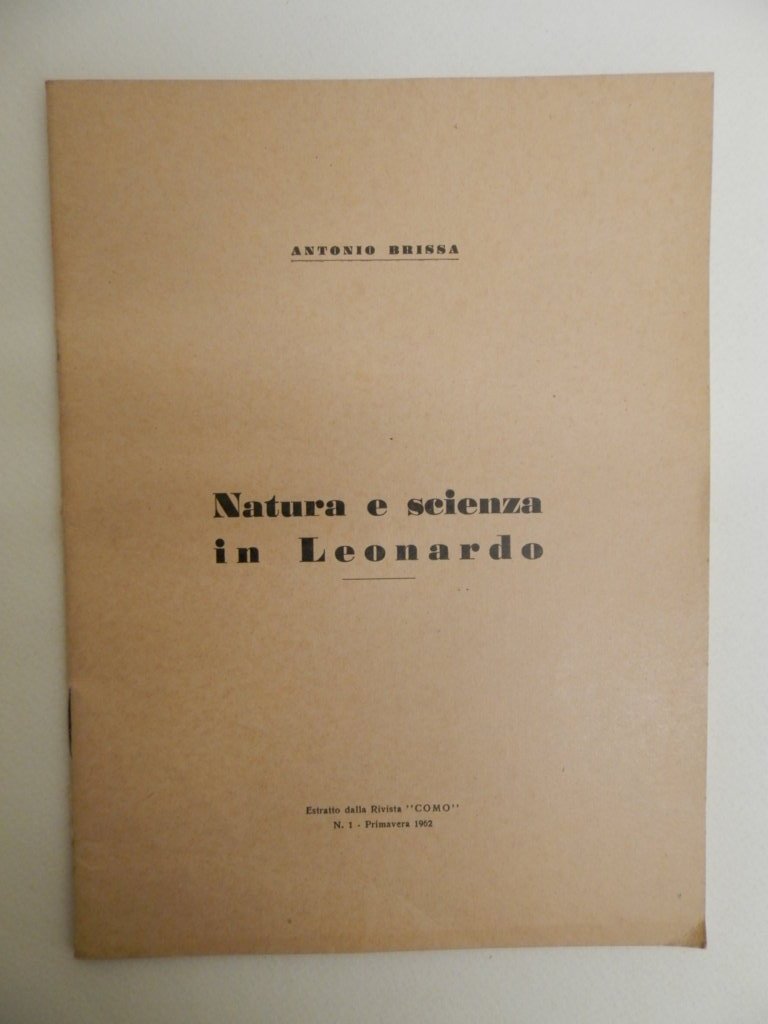 ANTONIO BRISSA
Natura e scienza
in Leonardo
Estratto dalla Rivista "COMO"
N. 1 - Primavera 1962